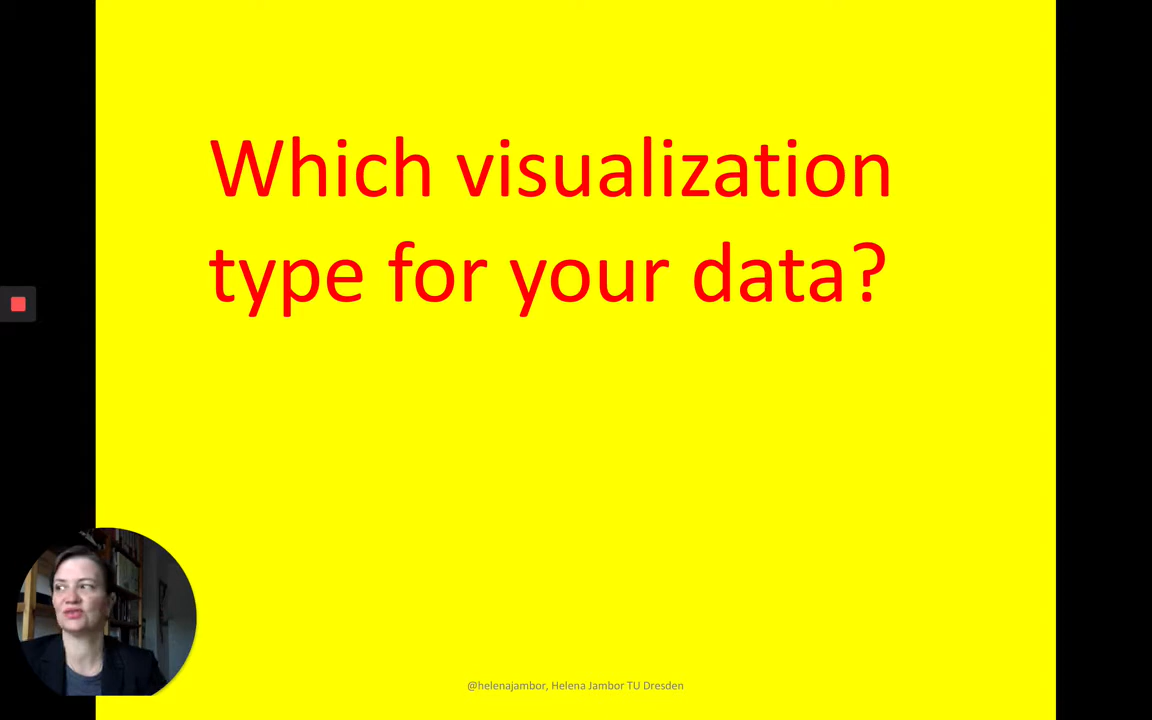 Which visualization
type for your data?
@helenajambor, Helena Jambor TU Dresden